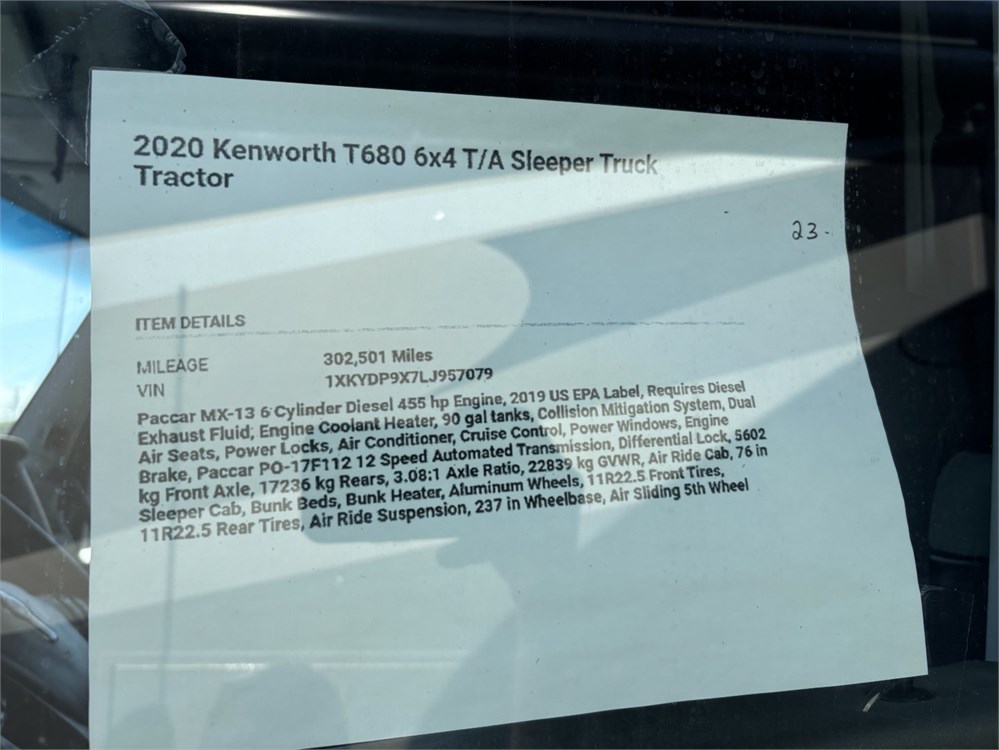 2020 Kenworth T680 6x4 T/A Sleeper Truck
Tractor
23-
ITEM DETAILS
MILEAGE 302,501 Miles
VIN 1XKYDP9X7LJ957079
Paccar MX-13 6 Cylinder Diesel 455 hp Engine, 2019 US EPA Label, Requires Diesel
Exhaust Fluid, Engine Coolant Heater, 90 gal tanks, Collision Mitigation System, Dual
Air Seats, Power Locks, Air Conditioner, Cruise Control, Power Windows, Engine
Brake, Paccar PO-17F112 12 Speed Automated Transmission, Differential Lock, 5602
kg Front Axle, 17236 kg Rears, 3.08:1 Axle Ratio, 22839 kg GVWR, Air Ride Cab, 76 in
Sleeper Cab, Bunk Beds, Bunk Heater, Aluminum Wheels, 11R22.5 Front Tires,
11R22.5 Rear Tires, Air Ride Suspension, 237 in Wheelbase, Air Sliding 5th Wheel